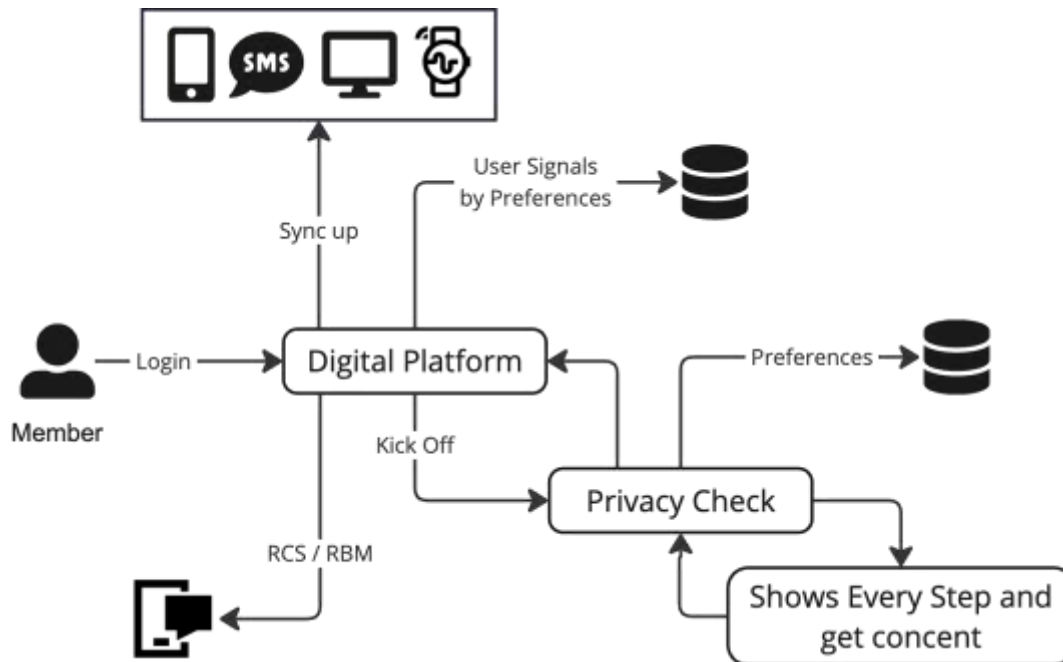 SMS
User Signals
by Preferences
Sync up
Login
Digital Platform
Preferences
Member
Kick Off
Privacy Check
RCS / RBM
Shows Every Step and
get concent